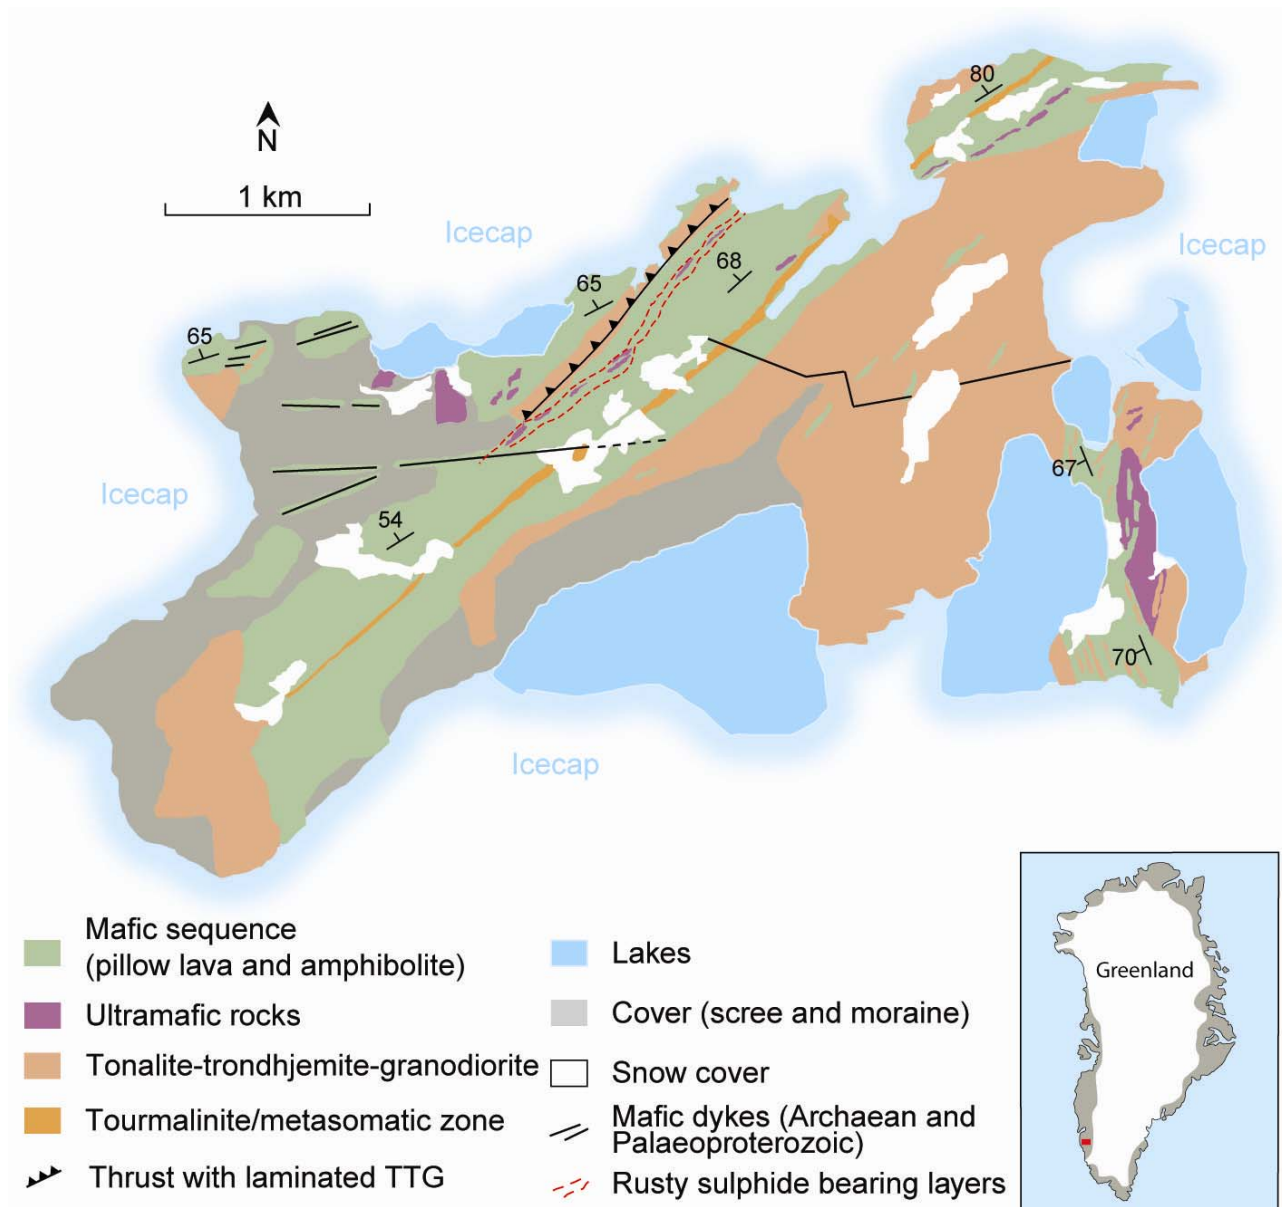 80
N
1 km
Icecap
Icecap
68
65
65
67
Icecap
54
70
Icecap
Mafic sequence
(pillow lava and amphibolite)
Ultramafic rocks
Tonalite-trondhjemite-granodiorite
Tourmalinite/metasomatic zone
Thrust with laminated TTG
Lakes
Cover (scree and moraine)
Snow cover
Mafic dykes (Archaean and
Palaeoproterozoic)
Rusty sulphide bearing layers
Greenland